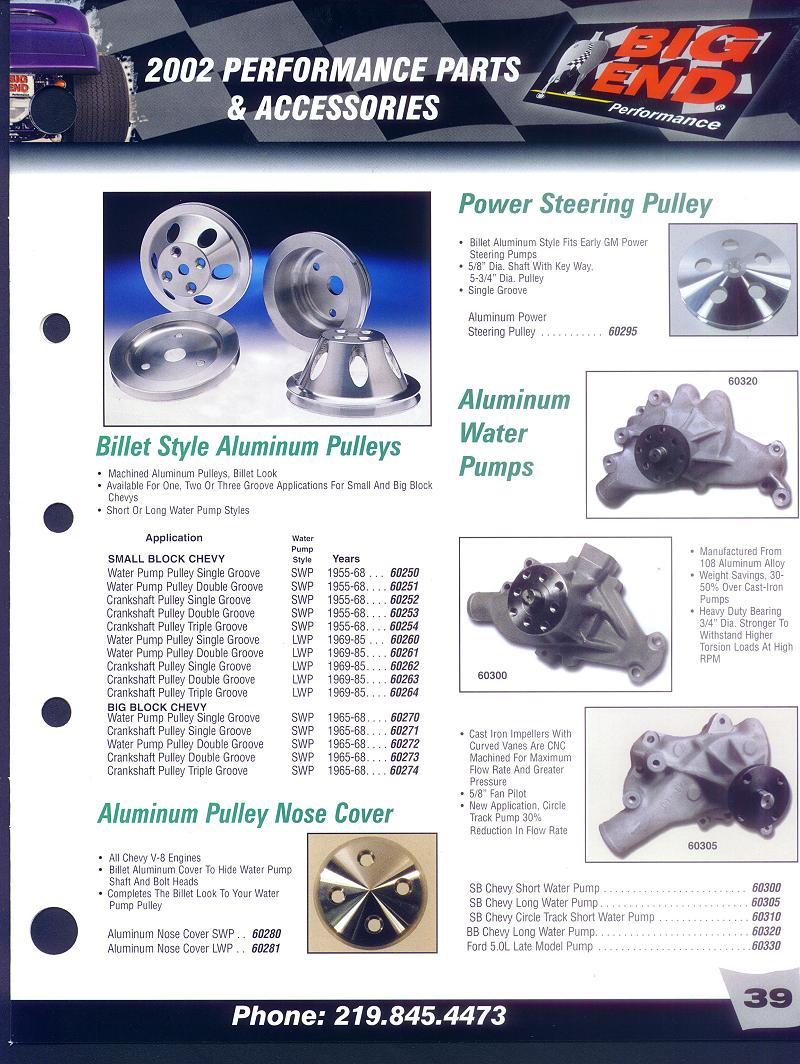 2002 PERFORMANCE PARTS
& ACCESSORIES
BIG
END®
Performance
BIG
END
Billet Style Aluminum Pulleys
• Machined Aluminum Pulleys, Billet Look
• Available For One, Two Or Three Groove Applications For Small And Big Block
Chevys
• Short Or Long Water Pump Styles
Application Water
Pump
Style Years
SMALL BLOCK CHEVY
Water Pump Pulley Single Groove SWP 1955-68 . . . 60250
Water Pump Pulley Double Groove SWP 1955-68. . . . 60251
Crankshaft Pulley Single Groove SWP 1955-68. . . . 60252
Crankshaft Pulley Double Groove SWP 1955-68. . . . 60253
Crankshaft Pulley Triple Groove SWP 1955-68. . . . 60254
Water Pump Pulley Single Groove LWP 1969-85 . . . 60260
Water Pump Pulley Double Groove LWP 1969-85. . . . 60261
Crankshaft Pulley Single Groove LWP 1969-85. . . . 60262
Crankshaft Pulley Double Groove LWP 1969-85. . . . 60263
Crankshaft Pulley Triple Groove LWP 1969-85. . . . 60264
BIG BLOCK CHEVY
Water Pump Pulley Single Groove SWP 1965-68. . . . 60270
Crankshaft Pulley Single Groove SWP 1965-68. . . . 60271
Water Pump Pulley Double Groove SWP 1965-68. . . . 60272
Crankshaft Pulley Double Groove SWP 1965-68. . . . 60273
Crankshaft Pulley Triple Groove SWP 1965-68. . . . 60274
Aluminum Pulley Nose Cover
• All Chevy V-8 Engines
• Billet Aluminum Cover To Hide Water Pump
Shaft And Bolt Heads
• Completes The Billet Look To Your Water
Pump Pulley
Aluminum Nose Cover SWP . . 60280
Aluminum Nose Cover LWP . . 60281
Power Steering Pulley
• Billet Aluminum Style Fits Early GM Power
Steering Pumps
• 5/8" Dia. Shaft With Key Way,
5-3/4" Dia. Pulley
• Single Groove
Aluminum Power
Steering Pulley . . . . . . . . . . . 60295
Aluminum
Water
Pumps
60320
60300
• Manufactured From
108 Aluminum Alloy
• Weight Savings, 30-
50% Over Cast-Iron
Pumps
• Heavy Duty Bearing
3/4" Dia. Stronger To
Withstand Higher
Torsion Loads At High
RPM
• Cast Iron Impellers With
Curved Vanes Are CNC
Machined For Maximum
Flow Rate And Greater
Pressure
• 5/8" Fan Pilot
• New Application, Circle
Track Pump 30%
Reduction In Flow Rate
60305
SB Chevy Short Water Pump . . . . . . . . . . . . . . . . . . . . . . . . . . 60300
SB Chevy Long Water Pump . . . . . . . . . . . . . . . . . . . . . . . . . . . 60305
SB Chevy Circle Track Short Water Pump . . . . . . . . . . . . . . . . 60310
BB Chevy Long Water Pump. . . . . . . . . . . . . . . . . . . . . . . . . . . . 60320
Ford 5.0L Late Model Pump . . . . . . . . . . . . . . . . . . . . . . . . . . . .60330
Phone: 219.845.4473
39